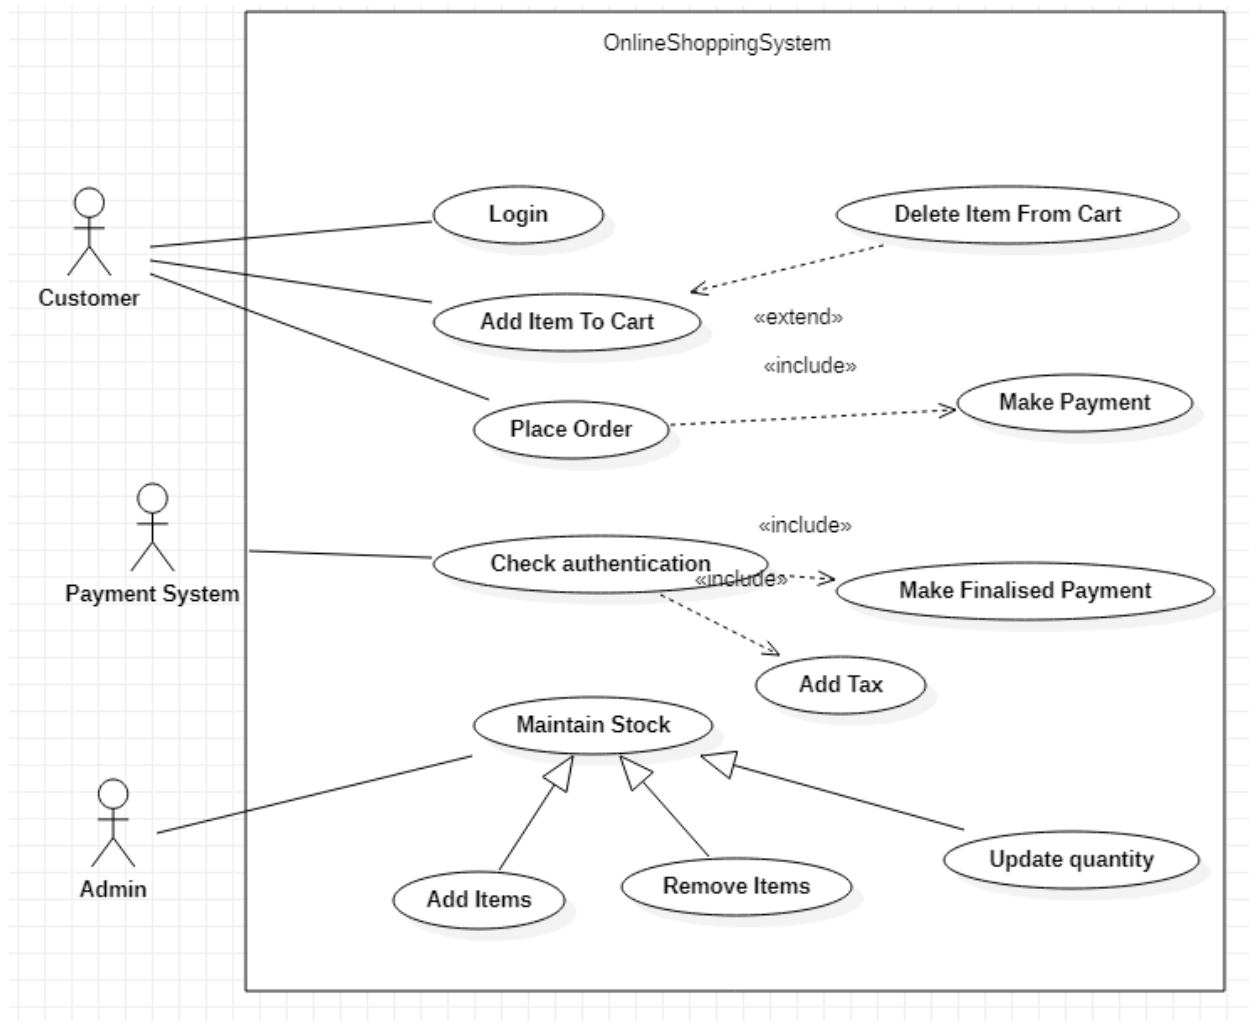 OnlineShoppingSystem
Login
Delete Item From Cart
Customer
Add Item To Cart
«extend»
«include»
Make Payment
Place Order
«include»
Check authentication
«include»
Make Finalised Payment
Payment System
Add Tax
Maintain Stock
Update quantity
Remove Items
Admin
Add Items